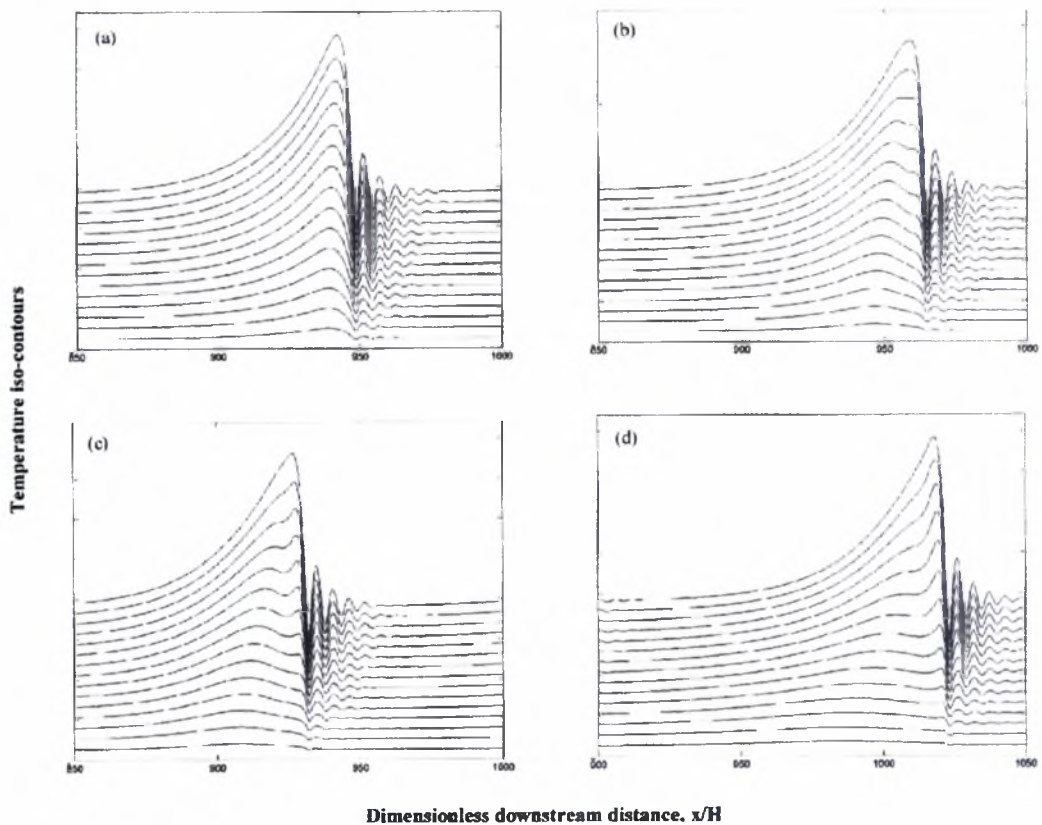 (a)
(b)
850 900 950 1000
850 900 950 1000
Temperature iso-contours
(c)
(d)
850 900 950 1000
900 950 1000 1050
Dimensionless downstream distance, x/H